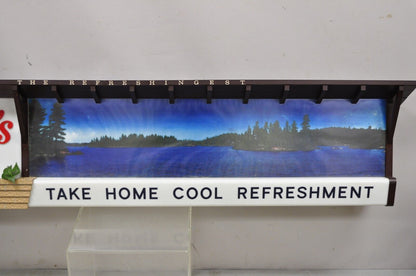 THE REFRESHINGEST
TAKE HOME COOL REFRESHMENT